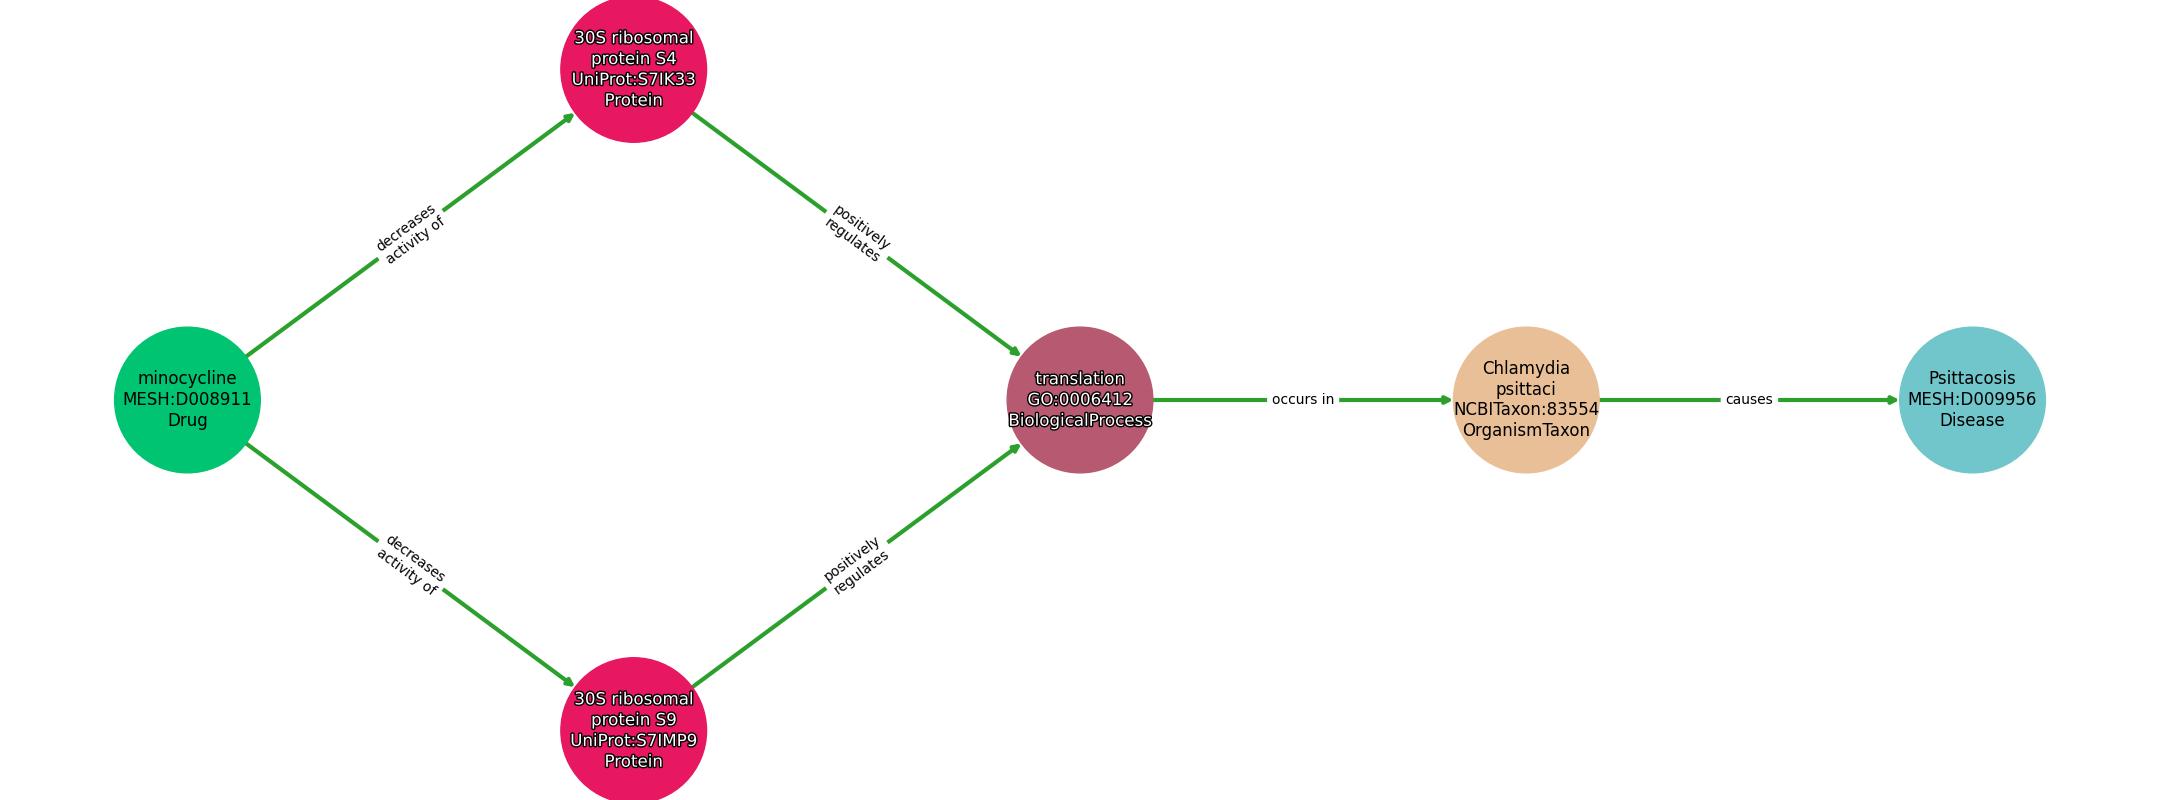 30S ribosomal
protein S4
UniProt:S7IK33
Protein
decreases
activity of
positively
regulates
minocycline
MESH:D008911
Drug
translation
GO:0006412
BiologicalProcess
occurs in
Chlamydia
psittaci
NCBITaxon:83554
OrganismTaxon
causes
Psittacosis
MESH:D009956
Disease
decreases
activity of
positively
regulates
30S ribosomal
protein S9
UniProt:S7IMP9
Protein